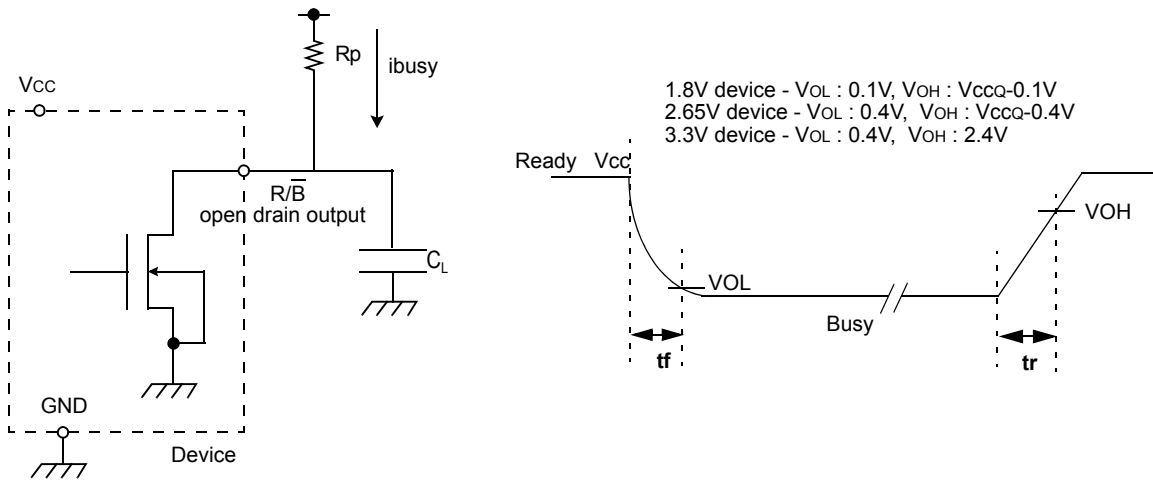 Rp
ibusy
VCC
R/B̅
open drain output
CL
GND
Device
1.8V device - VOL : 0.1V, VOH : VCCQ-0.1V
2.65V device - VOL : 0.4V, VOH : VCCQ-0.4V
3.3V device - VOL : 0.4V, VOH : 2.4V
Ready Vcc
VOH
VOL
Busy
tf
tr